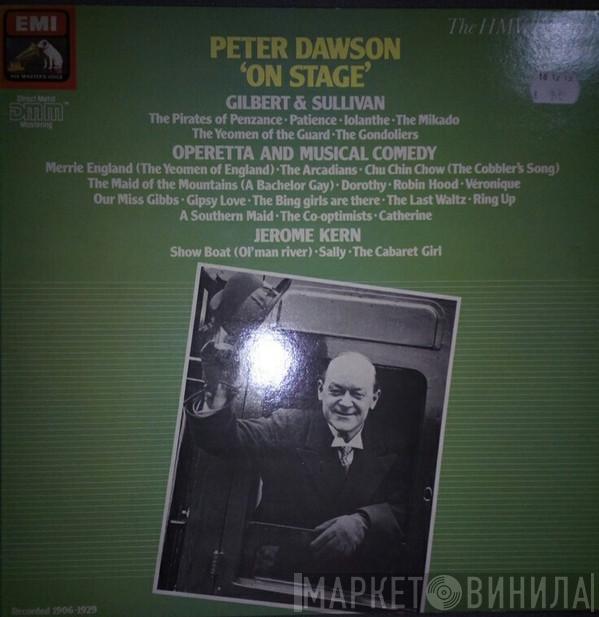 EMI
HIS MASTER'S VOICE
The HMV
PETER DAWSON
'ON STAGE'
Direct Metal
DMM™
Mastering
GILBERT & SULLIVAN
The Pirates of Penzance · Patience · Iolanthe · The Mikado
The Yeomen of the Guard · The Gondoliers
OPERETTA AND MUSICAL COMEDY
Merrie England (The Yeomen of England) · The Arcadians · Chu Chin Chow (The Cobbler's Song)
The Maid of the Mountains (A Bachelor Gay) · Dorothy · Robin Hood · Véronique
Our Miss Gibbs · Gipsy Love · The Bing girls are there · The Last Waltz · Ring Up
A Southern Maid · The Co-optimists · Catherine
JEROME KERN
Show Boat (Ol' man river) · Sally · The Cabaret Girl
Recorded 1906-1929
МАРКЕТ ВИНИЛА